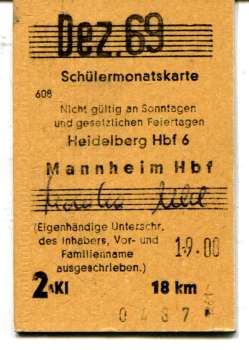 Dez. 69
Schülermonatskarte
608
Nicht gültig an Sonntagen
und gesetzlichen Feiertagen
Heidelberg Hbf 6
Mannheim Hbf
(Eigenhändige Unterschr.
des Inhabers, Vor- und
Familienname
ausgeschrieben.)
19.00
2. Kl 18 km
0467